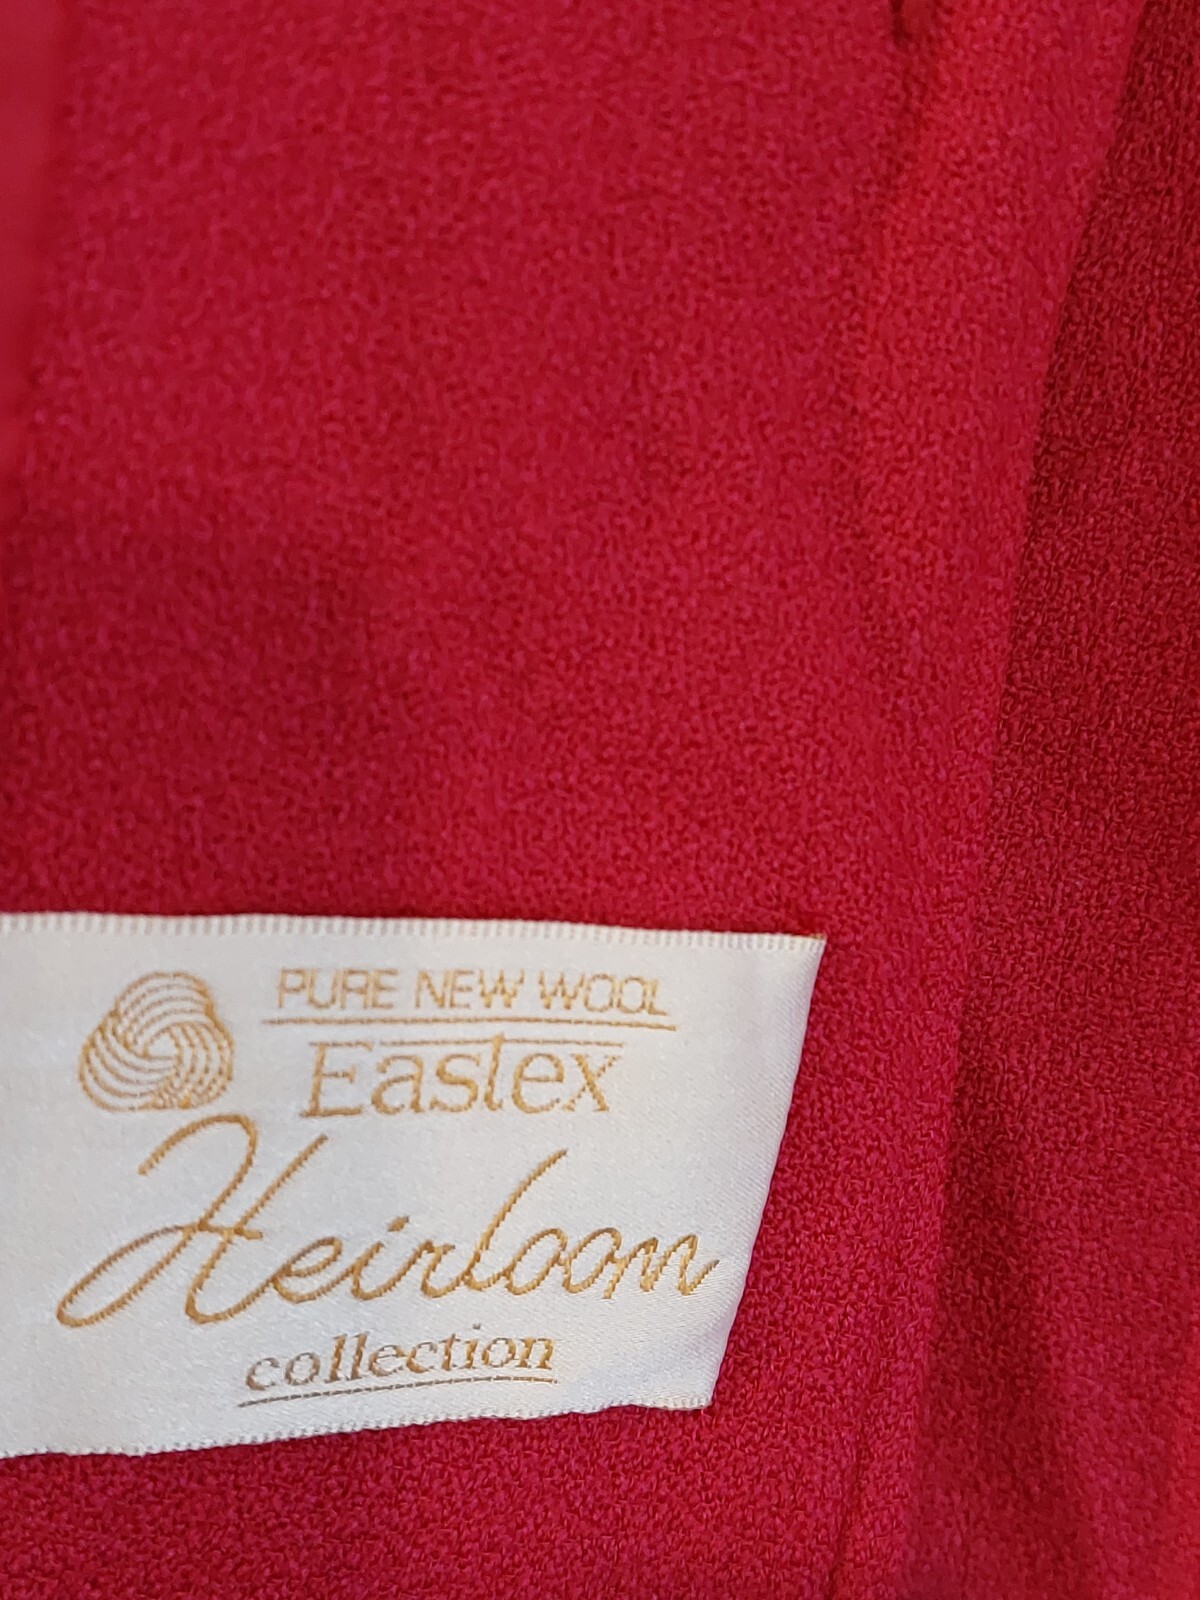 PURE NEW WOOL
Eastex
Heirloom
collection